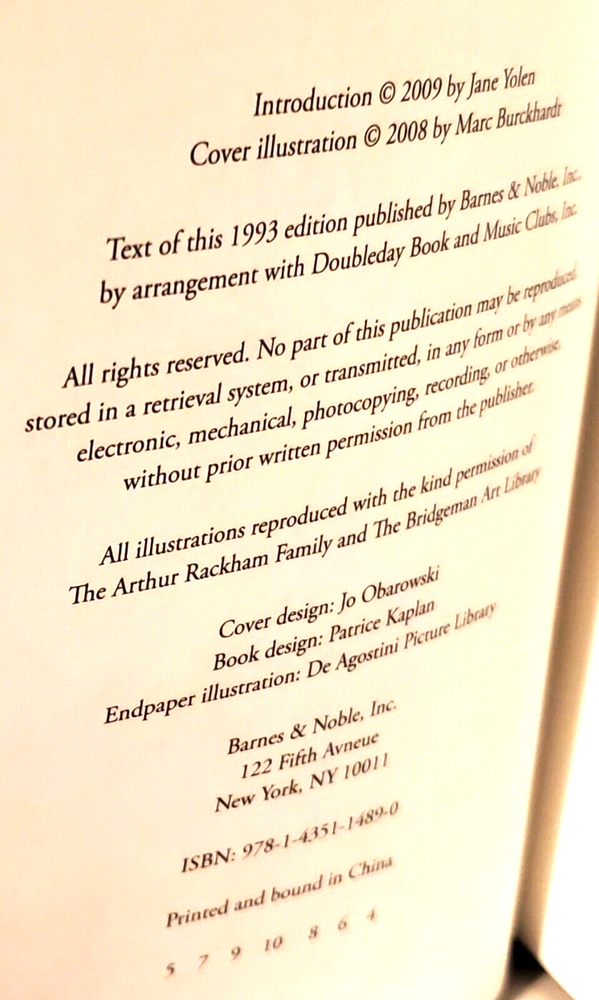 Introduction © 2009 by Jane Yolen
Cover illustration © 2008 by Marc Burckhardt
Text of this 1993 edition published by Barnes & Noble, Inc.,
by arrangement with Doubleday Book and Music Clubs, Inc.
All rights reserved. No part of this publication may be reproduced,
stored in a retrieval system, or transmitted, in any form or by any means
electronic, mechanical, photocopying, recording, or otherwise,
without prior written permission from the publisher.
All illustrations reproduced with the kind permission of
The Arthur Rackham Family and The Bridgeman Art Library
Cover design: Jo Obarowski
Book design: Patrice Kaplan
Endpaper illustration: De Agostini Picture Library
Barnes & Noble, Inc.
122 Fifth Avneue
New York, NY 10011
ISBN: 978-1-4351-1489-0
Printed and bound in China
5 7 9 10 8 6 4